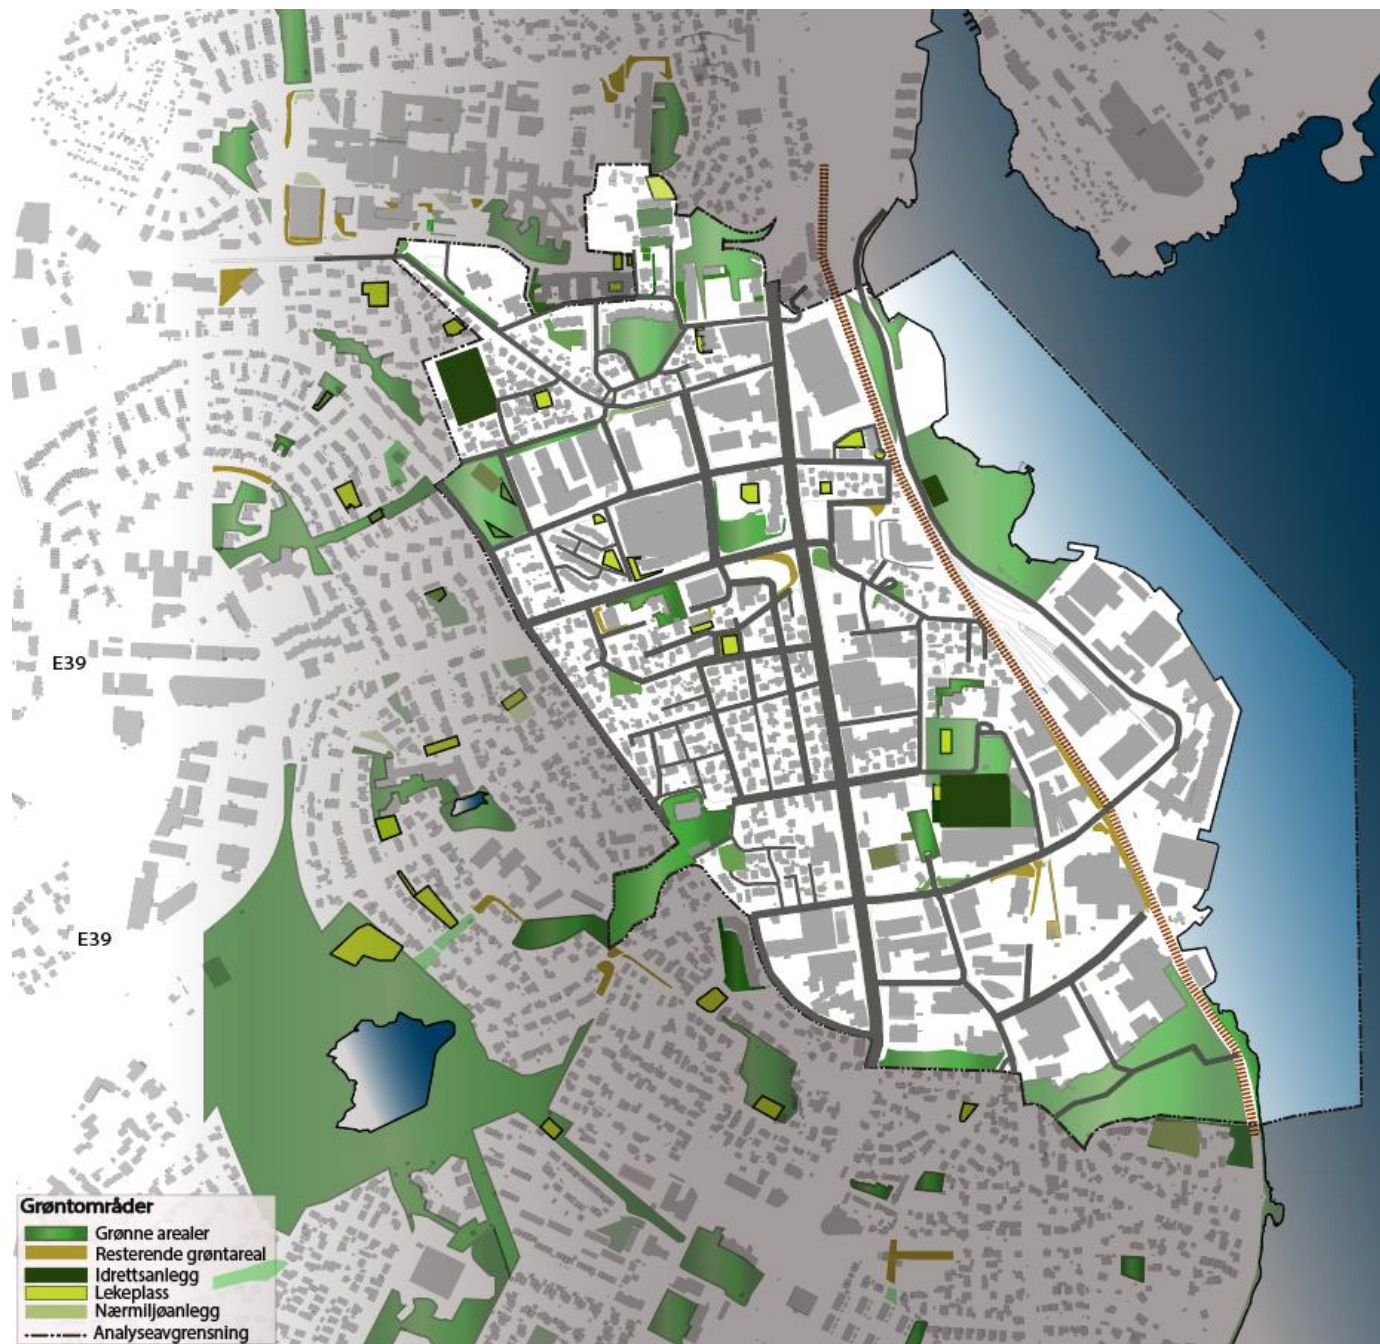 E39
E39
Grøntområder
Grønne arealer
Resterende grøntareal
Idrettsanlegg
Lekeplass
Nærmiljøanlegg
Analyseavgrensning